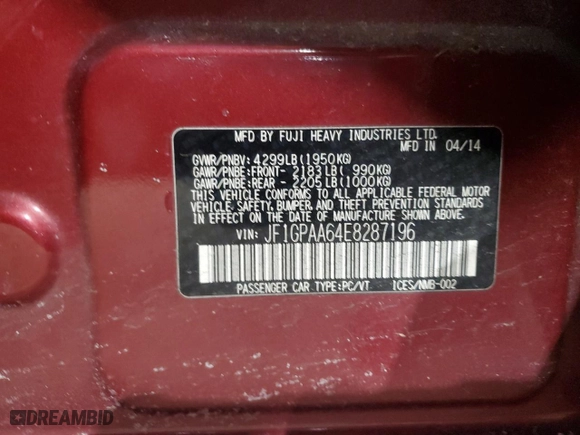 MFD BY FUJI HEAVY INDUSTRIES LTD.
MFD IN 04/14
GVWR/PNBV: 4299LB(1950KG)
GAWR/PNBE:FRONT- 2183LB( 990KG)
GAWR/PNBE:REAR - 2205LB(1000KG)
THIS VEHICLE CONFORMS TO ALL APPLICABLE FEDERAL MOTOR
VEHICLE SAFETY, BUMPER, AND THEFT PREVENTION STANDARDS
IN EFFECT ON THE DATE OF MANUFACTURE SHOWN ABOVE.
VIN: JF1GPAA64E8287196
PASSENGER CAR TYPE:PC/VT ICES/NMB-002
DREAMBID